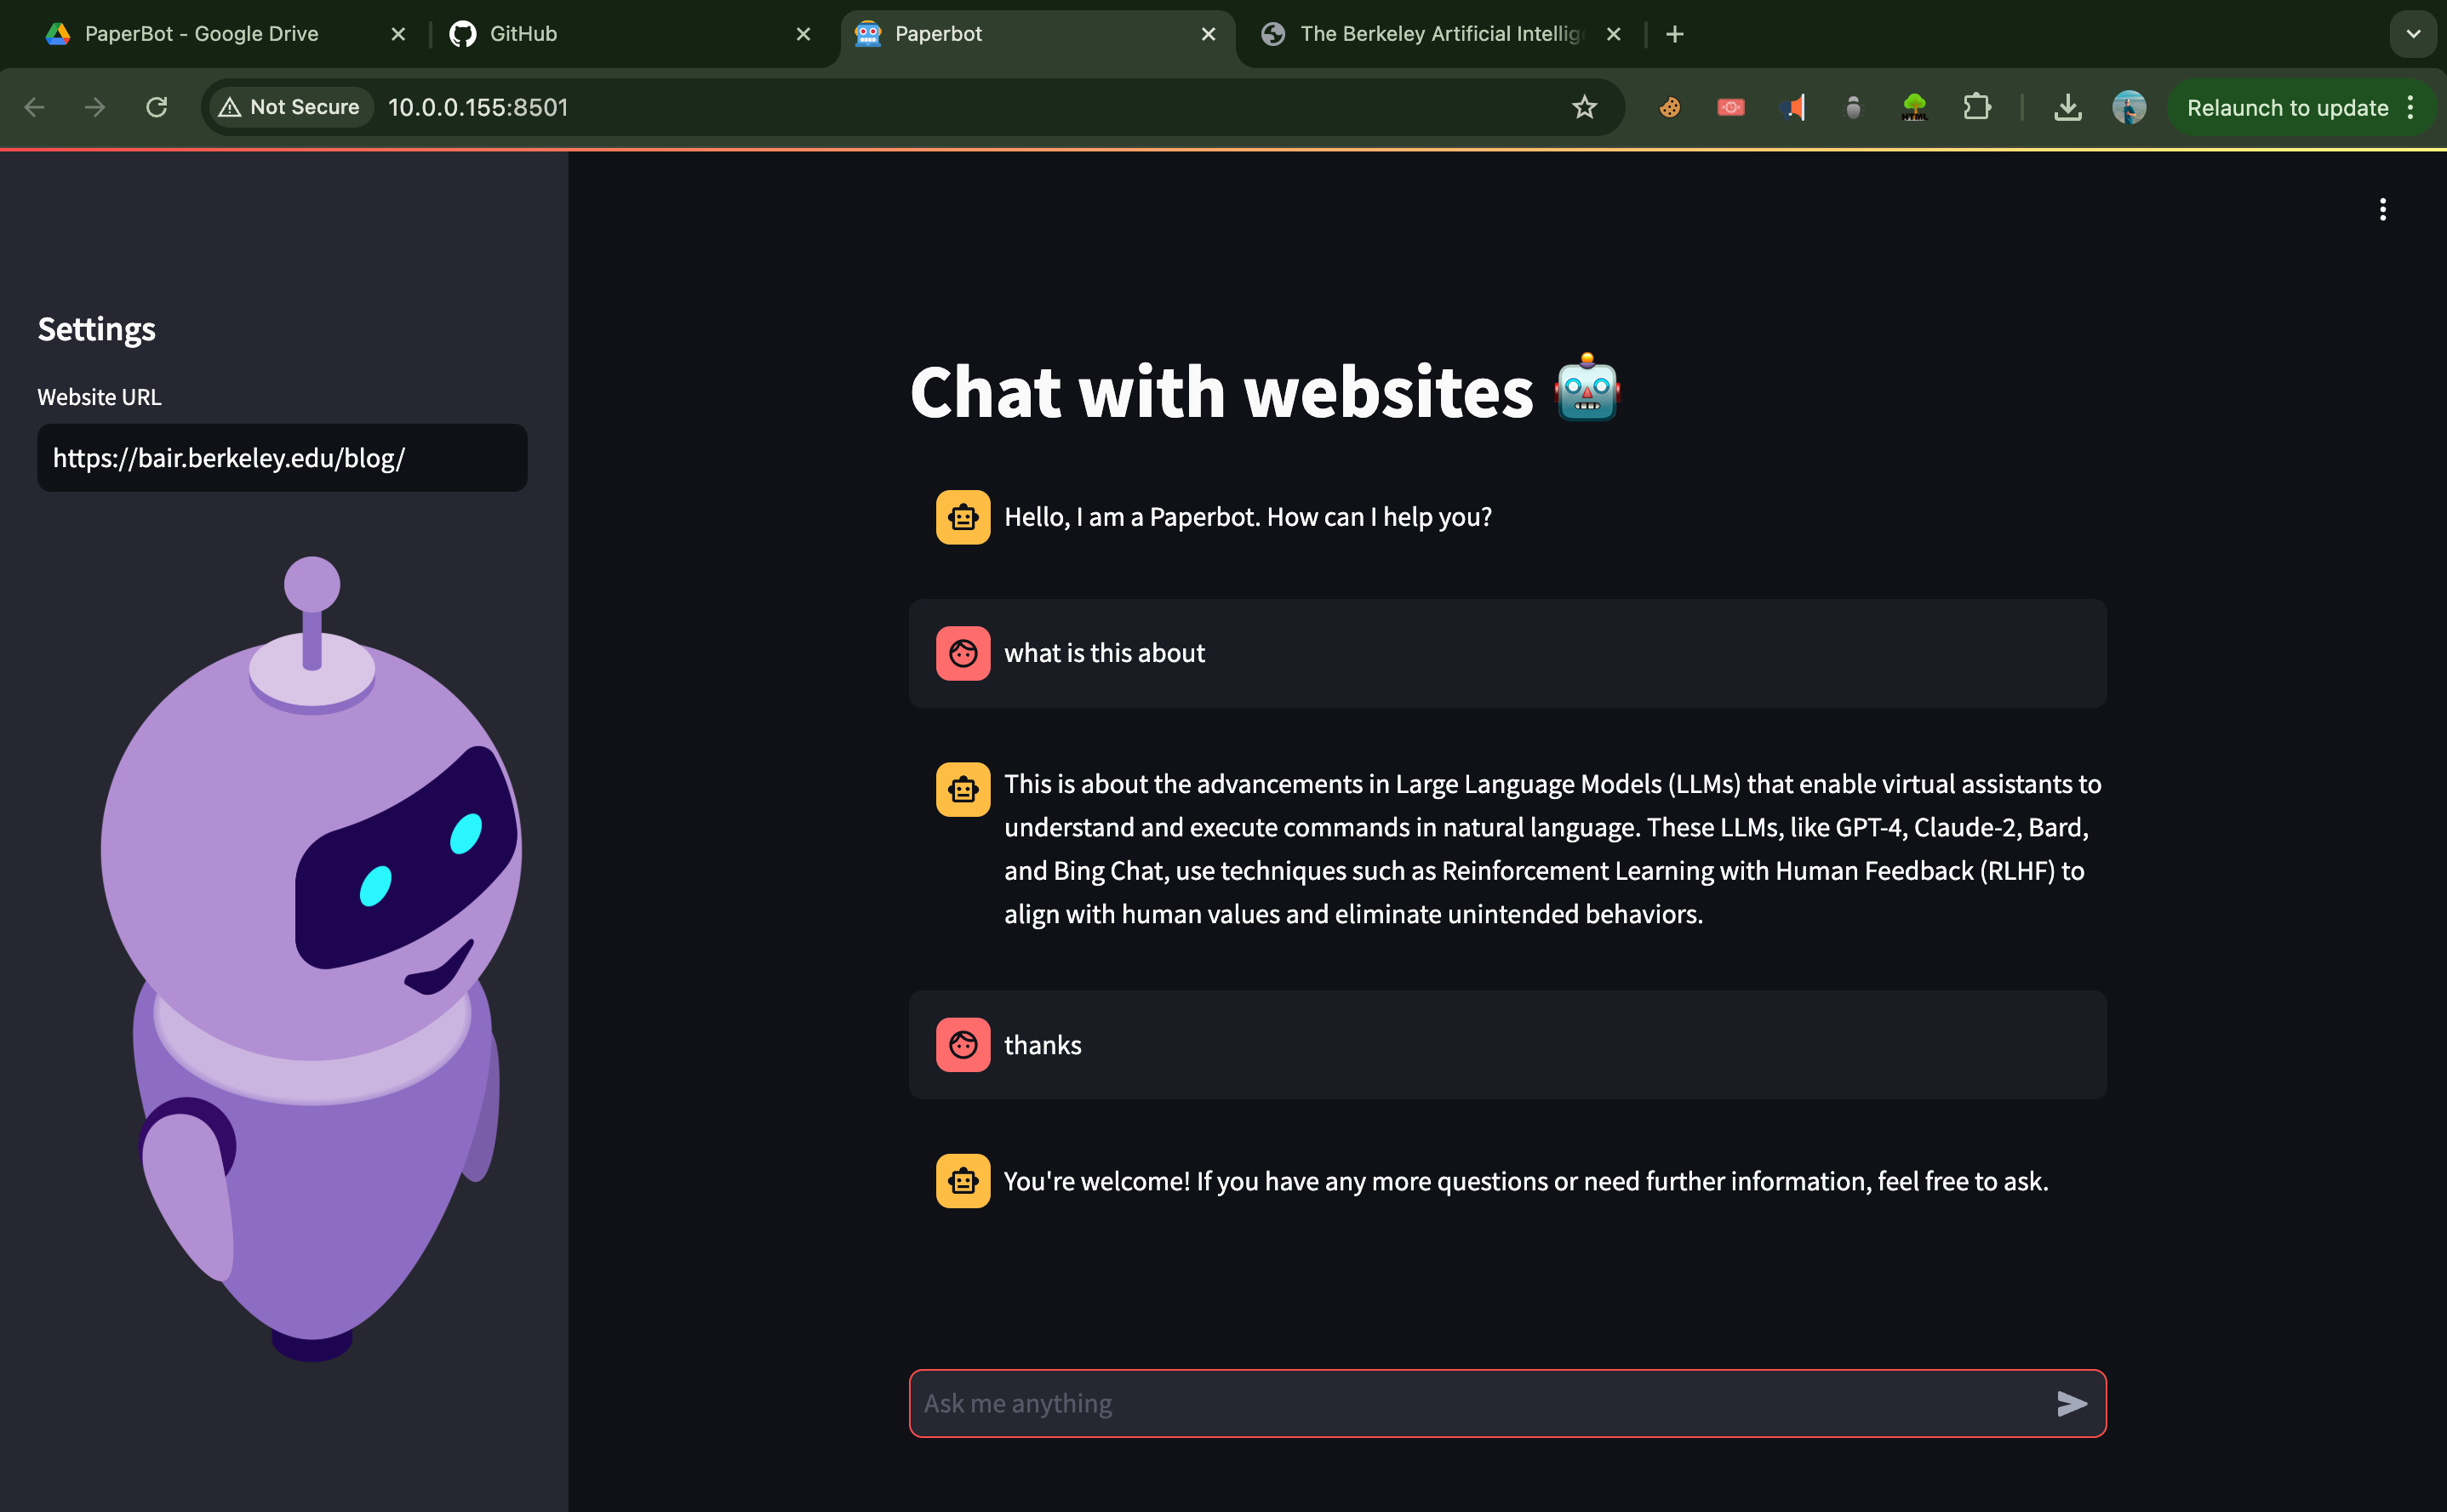 PaperBot - Google Drive
GitHub
Paperbot
The Berkeley Artificial Intellig
Not Secure
10.0.0.155:8501
HTML
Relaunch to update
Settings
Website URL
https://bair.berkeley.edu/blog/
Chat with websites
Hello, I am a Paperbot. How can I help you?
what is this about
This is about the advancements in Large Language Models (LLMs) that enable virtual assistants to
understand and execute commands in natural language. These LLMs, like GPT-4, Claude-2, Bard,
and Bing Chat, use techniques such as Reinforcement Learning with Human Feedback (RLHF) to
align with human values and eliminate unintended behaviors.
thanks
You're welcome! If you have any more questions or need further information, feel free to ask.
Ask me anything